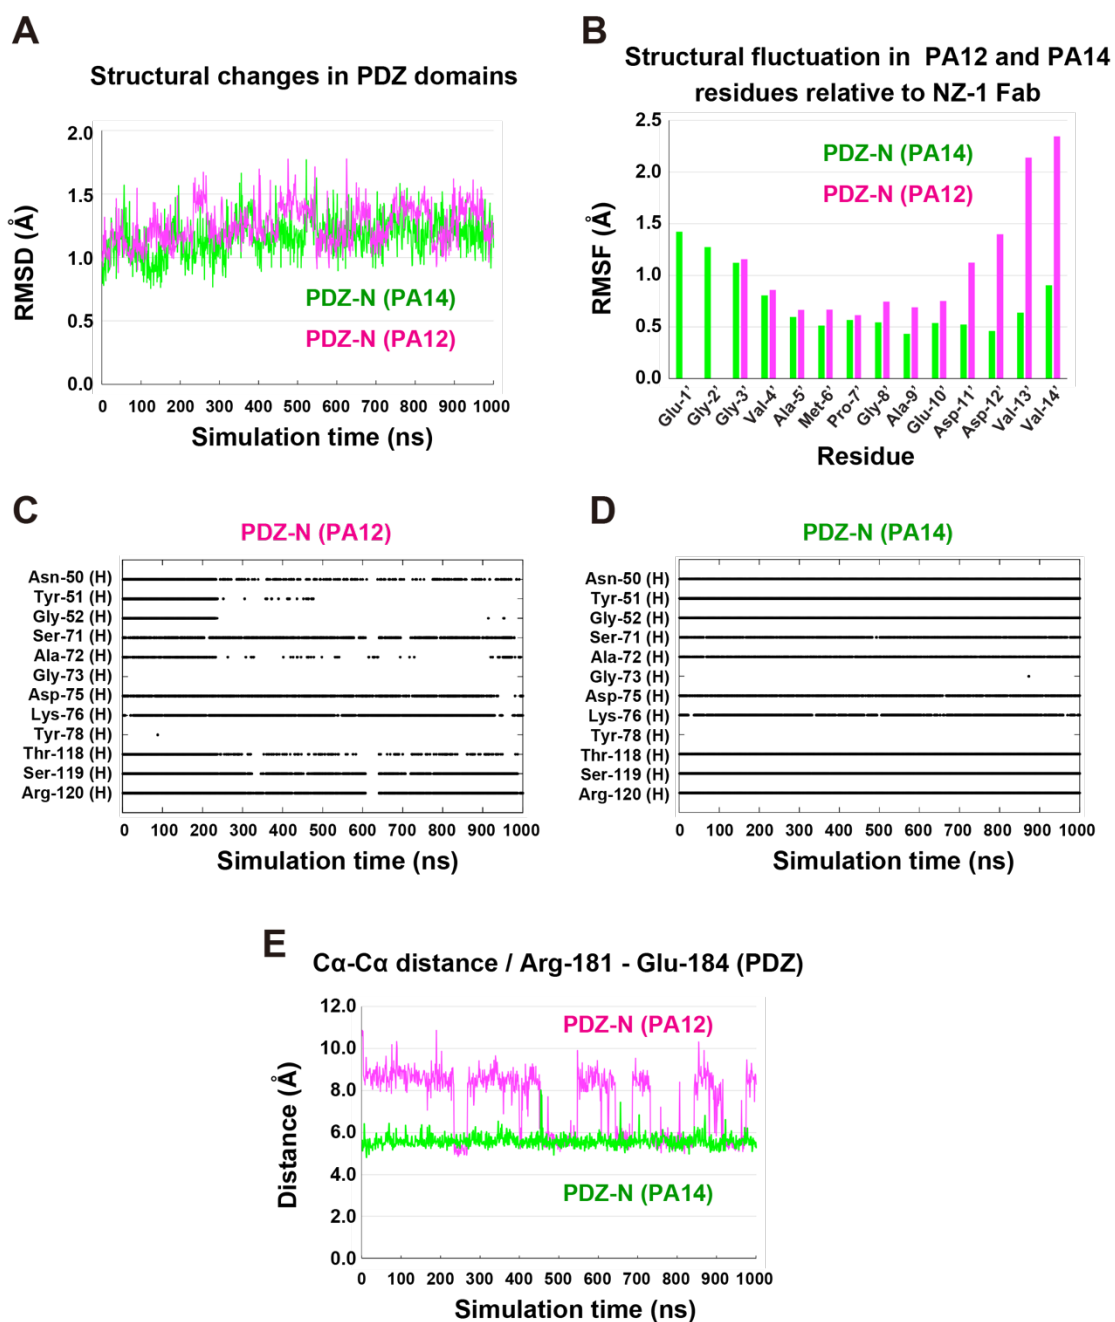 A
Structural changes in PDZ domains
2.0
1.5
1.0
0.5
0.0
RMSD (Å)
PDZ-N (PA14)
PDZ-N (PA12)
0 100 200 300 400 500 600 700 800 900 1000
Simulation time (ns)
B
Structural fluctuation in PA12 and PA14
residues relative to NZ-1 Fab
2.5
2.0
1.5
1.0
0.5
0.0
RMSF (Å)
PDZ-N (PA14)
PDZ-N (PA12)
Glu-1' Gly-2' Gly-3' Val-4' Ala-5' Met-6' Pro-7' Gly-8' Ala-9' Glu-10' Asp-11' Asp-12' Val-13' Val-14'
Residue
C
PDZ-N (PA12)
Asn-50 (H)
Tyr-51 (H)
Gly-52 (H)
Ser-71 (H)
Ala-72 (H)
Gly-73 (H)
Asp-75 (H)
Lys-76 (H)
Tyr-78 (H)
Thr-118 (H)
Ser-119 (H)
Arg-120 (H)
0 100 200 300 400 500 600 700 800 900 1000
Simulation time (ns)
D
PDZ-N (PA14)
Asn-50 (H)
Tyr-51 (H)
Gly-52 (H)
Ser-71 (H)
Ala-72 (H)
Gly-73 (H)
Asp-75 (H)
Lys-76 (H)
Tyr-78 (H)
Thr-118 (H)
Ser-119 (H)
Arg-120 (H)
0 100 200 300 400 500 600 700 800 900 1000
Simulation time (ns)
E
Cα-Cα distance / Arg-181 - Glu-184 (PDZ)
12.0
10.0
8.0
6.0
4.0
2.0
0.0
Distance (Å)
PDZ-N (PA12)
PDZ-N (PA14)
0 100 200 300 400 500 600 700 800 900 1000
Simulation time (ns)